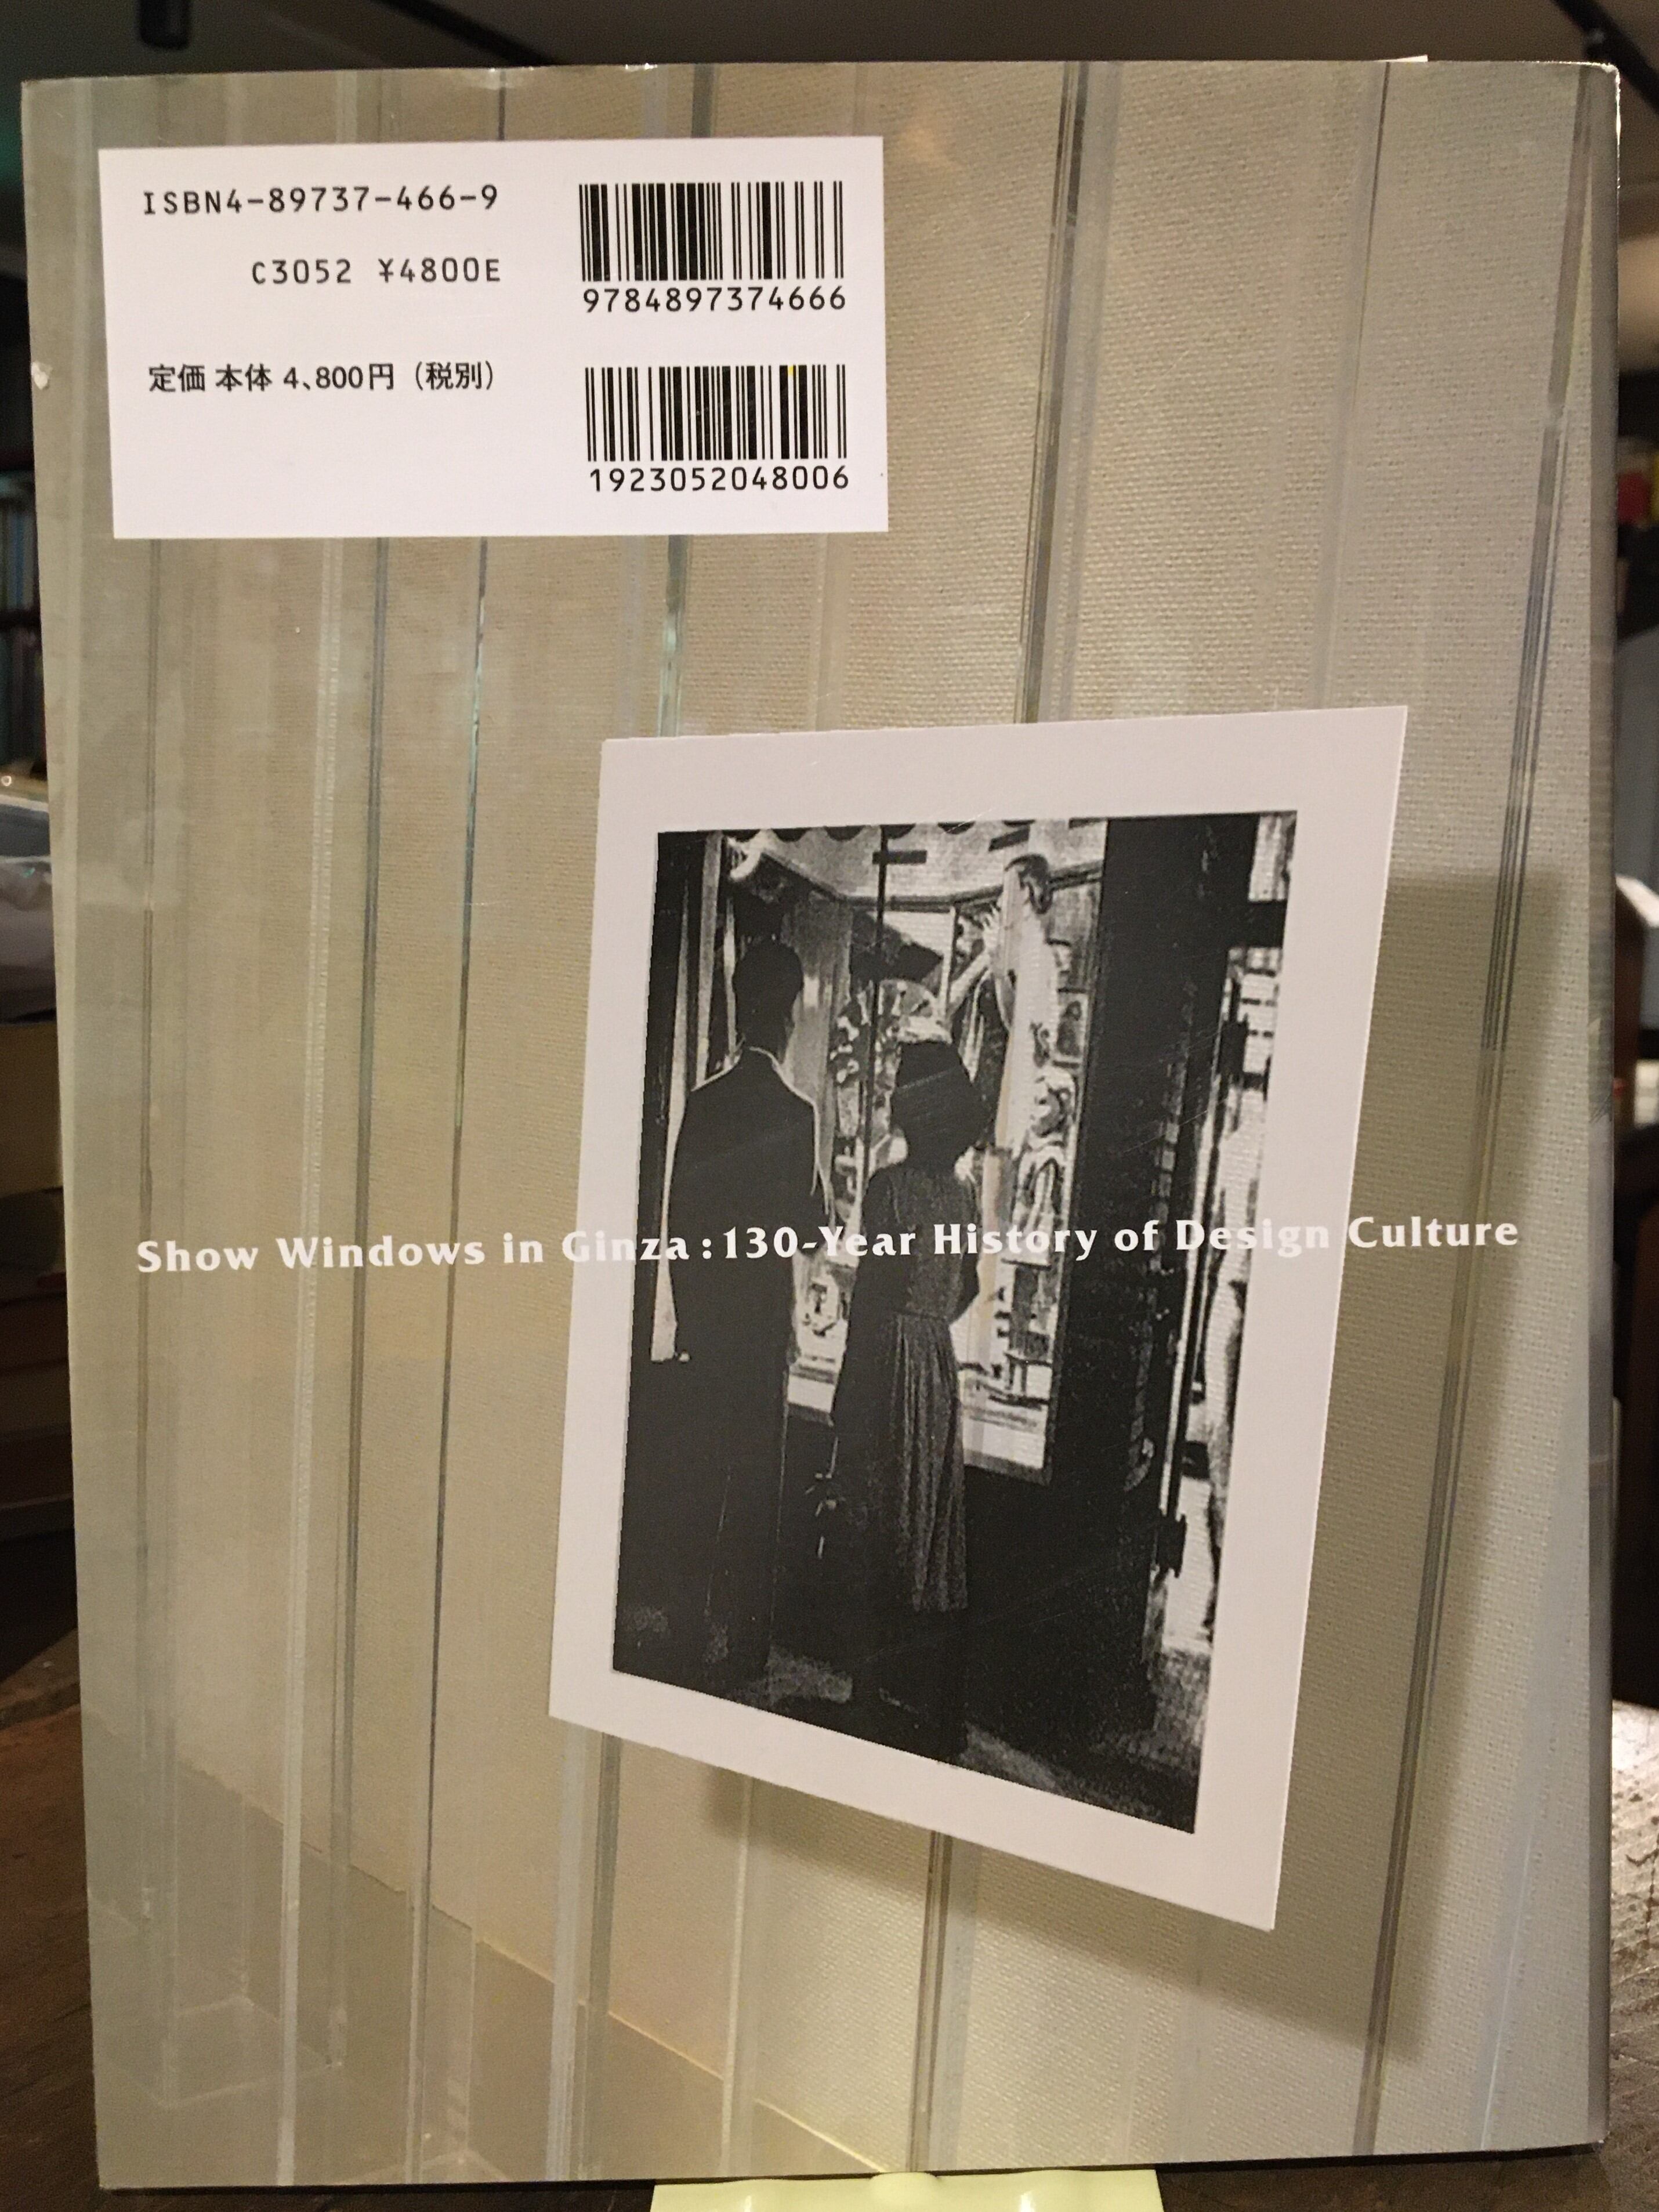 ISBN4-89737-466-9
C3052 ¥4800E
9784897374666
定価 本体 4、800円（税別）
1923052048006
Show Windows in Ginza : 130-Year History of Design Culture